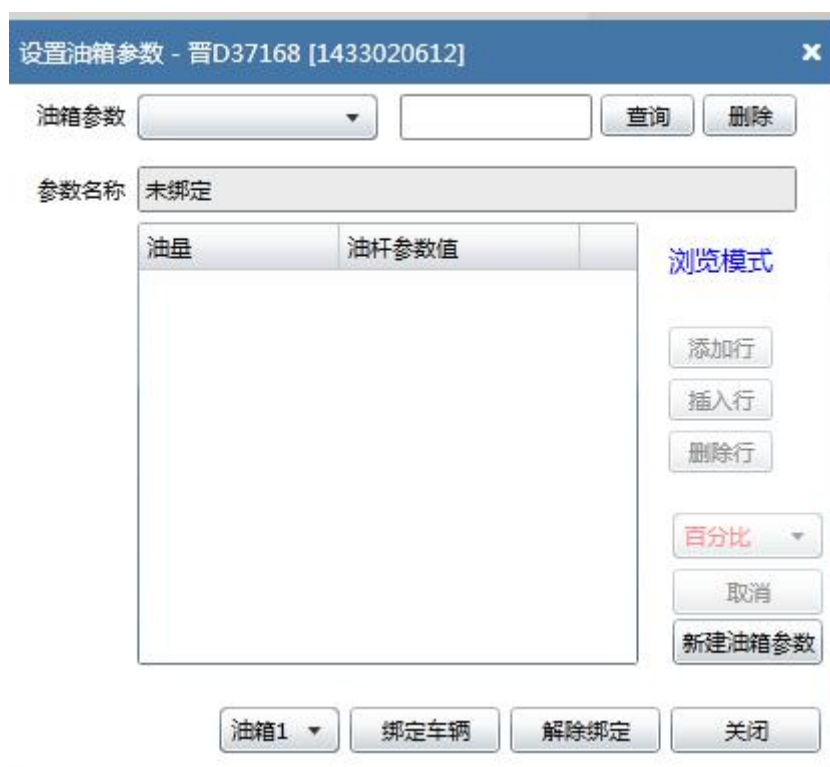 设置油箱参数 - 晋D37168 [1433020612]
油箱参数 查询 删除
参数名称 未绑定
油量 油杆参数值
浏览模式
添加行
插入行
删除行
百分比
取消
新建油箱参数
油箱1 绑定车辆 解除绑定 关闭